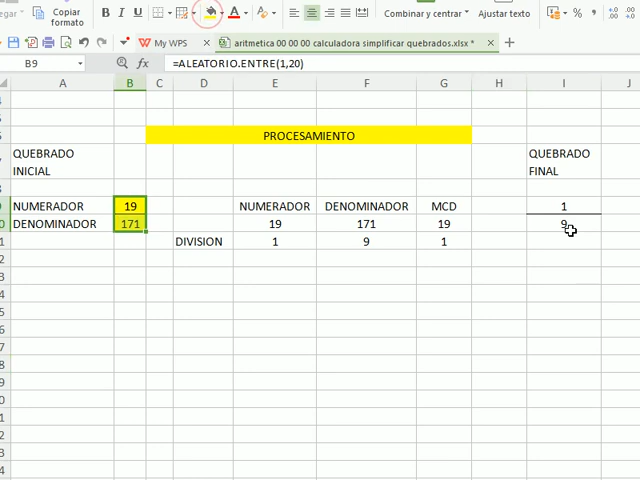 Copiar
formato
B I U A
Combinar y centrar Ajustar texto %
My WPS aritmetica 00 00 00 calculadora simplificar quebrados.xlsx *
B9 fx =ALEATORIO.ENTRE(1,20)
A B C D E F G H I J
PROCESAMIENTO
QUEBRADO QUEBRADO
INICIAL FINAL
NUMERADOR 19 NUMERADOR DENOMINADOR MCD 1
DENOMINADOR 171 19 171 19 9
DIVISION 1 9 1